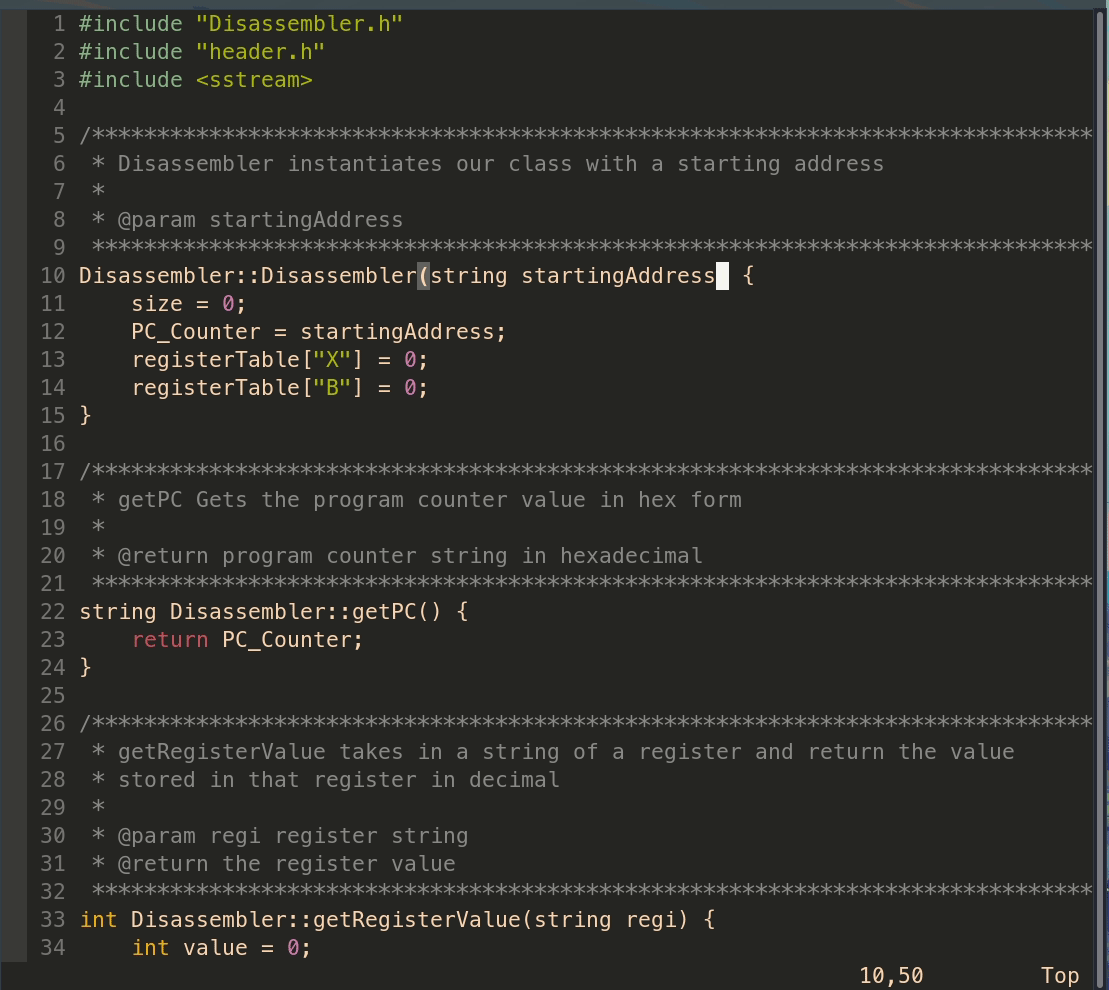 1 #include "Disassembler.h"
2 #include "header.h"
3 #include <sstream>
4
5 /*****************************************************************************
6  * Disassembler instantiates our class with a starting address
7  *
8  * @param startingAddress
9  *****************************************************************************
10 Disassembler::Disassembler(string startingAddress  {
11     size = 0;
12     PC_Counter = startingAddress;
13     registerTable["X"] = 0;
14     registerTable["B"] = 0;
15 }
16
17 /*****************************************************************************
18  * getPC Gets the program counter value in hex form
19  *
20  * @return program counter string in hexadecimal
21  *****************************************************************************
22 string Disassembler::getPC() {
23     return PC_Counter;
24 }
25
26 /*****************************************************************************
27  * getRegisterValue takes in a string of a register and return the value
28  * stored in that register in decimal
29  *
30  * @param regi register string
31  * @return the register value
32  *****************************************************************************
33 int Disassembler::getRegisterValue(string regi) {
34     int value = 0;
10,50 Top